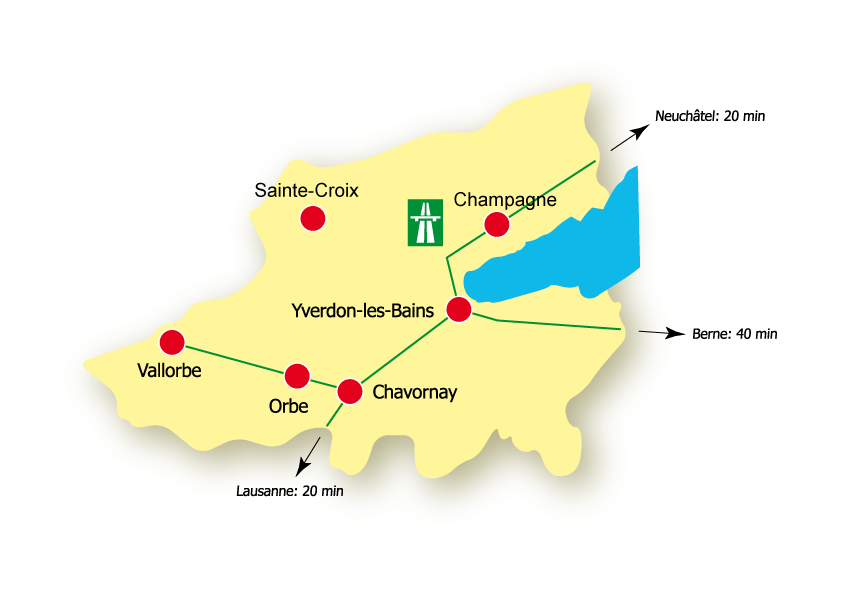 Neuchâtel: 20 min
Sainte-Croix
Champagne
Yverdon-les-Bains
Berne: 40 min
Vallorbe
Orbe
Chavornay
Lausanne: 20 min